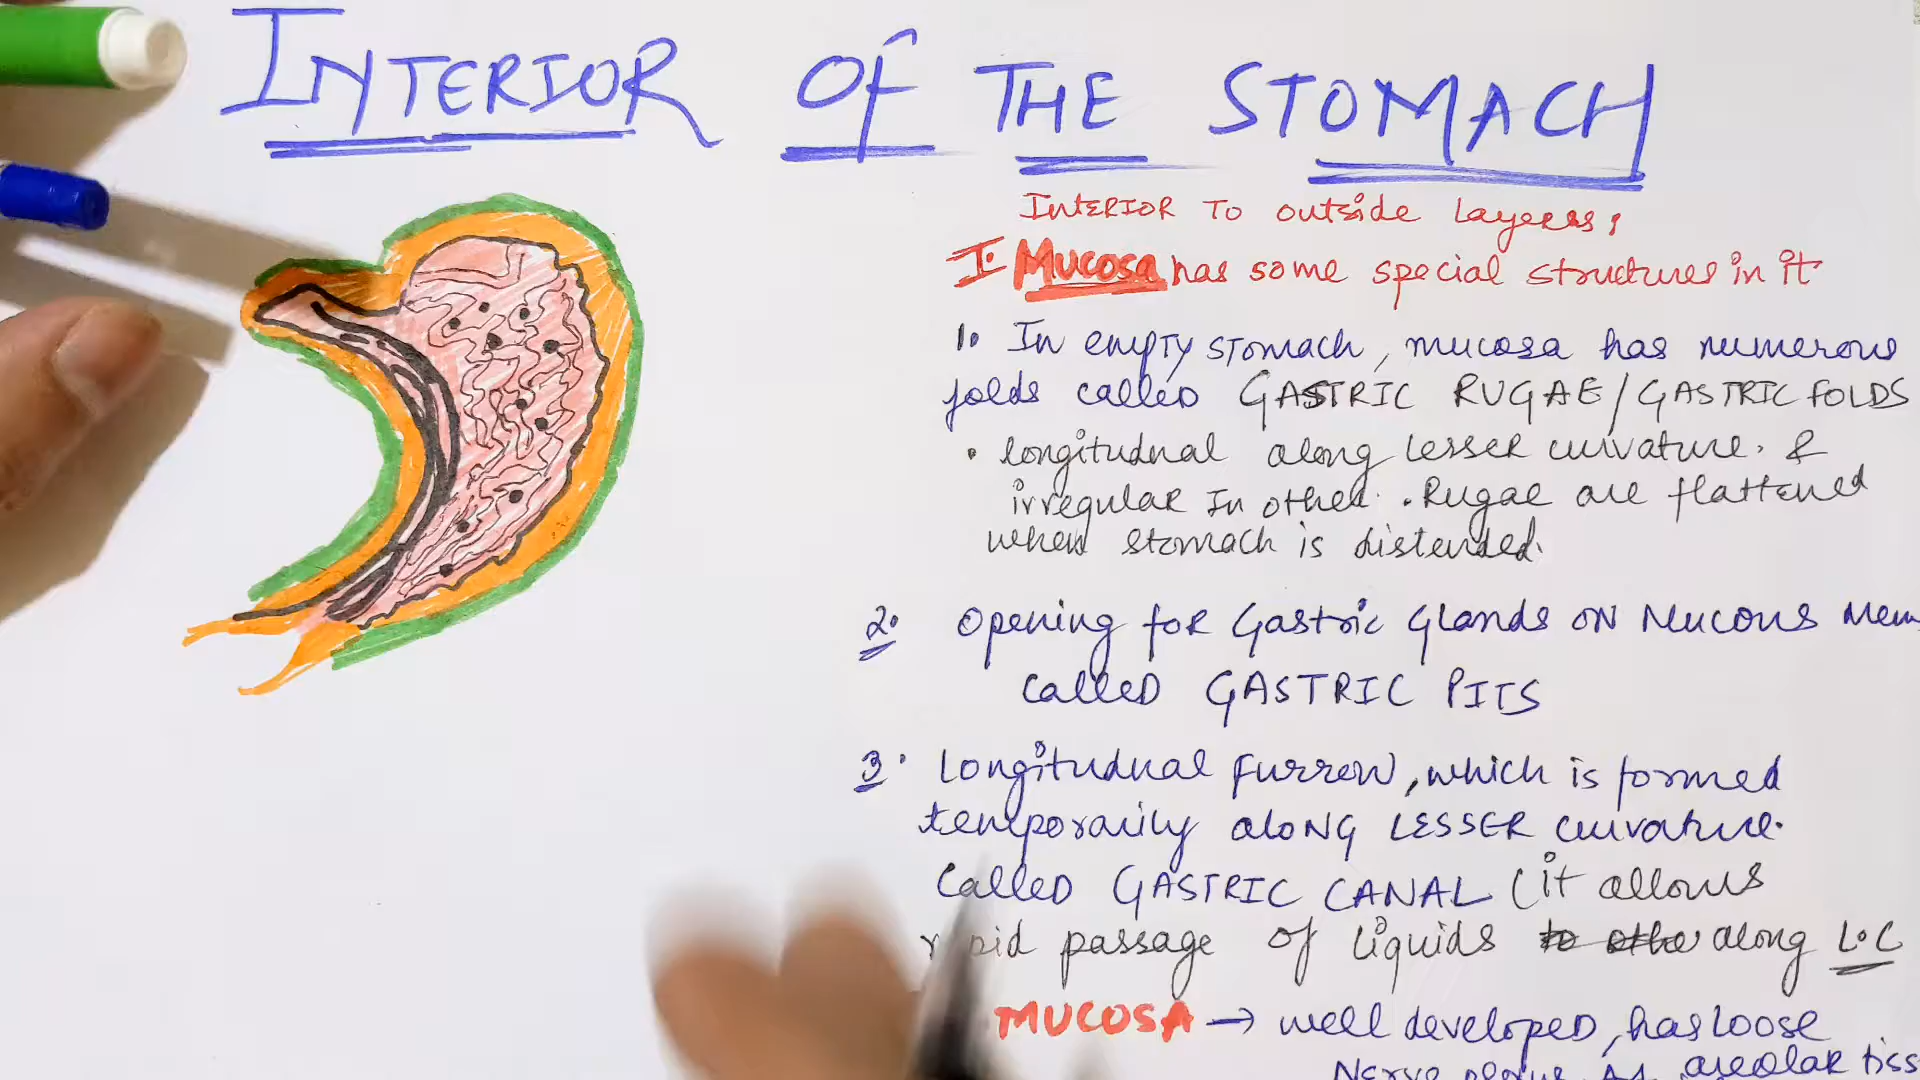 INTERIOR OF THE STOMACH
INTERIOR TO outside Layers;
I. Mucosa has some special structures in it
1. In empty stomach, mucosa has numerous
folds called GASTRIC RUGAE/GASTRIC FOLDS
• longitudnal along lesser curvature. &
irregular In other. . Rugae are flattened
when stomach is distended.
2. Opening for Gastric Glands ON Mucous Mem
called GASTRIC PITS
3. Longitudnal Furrow, which is formed
temporarily along LESSER curvature.
Called GASTRIC CANAL (it allows
passage of liquids to along L.C
MUCOSA → well developed, has loose
Nerve areolar tiss